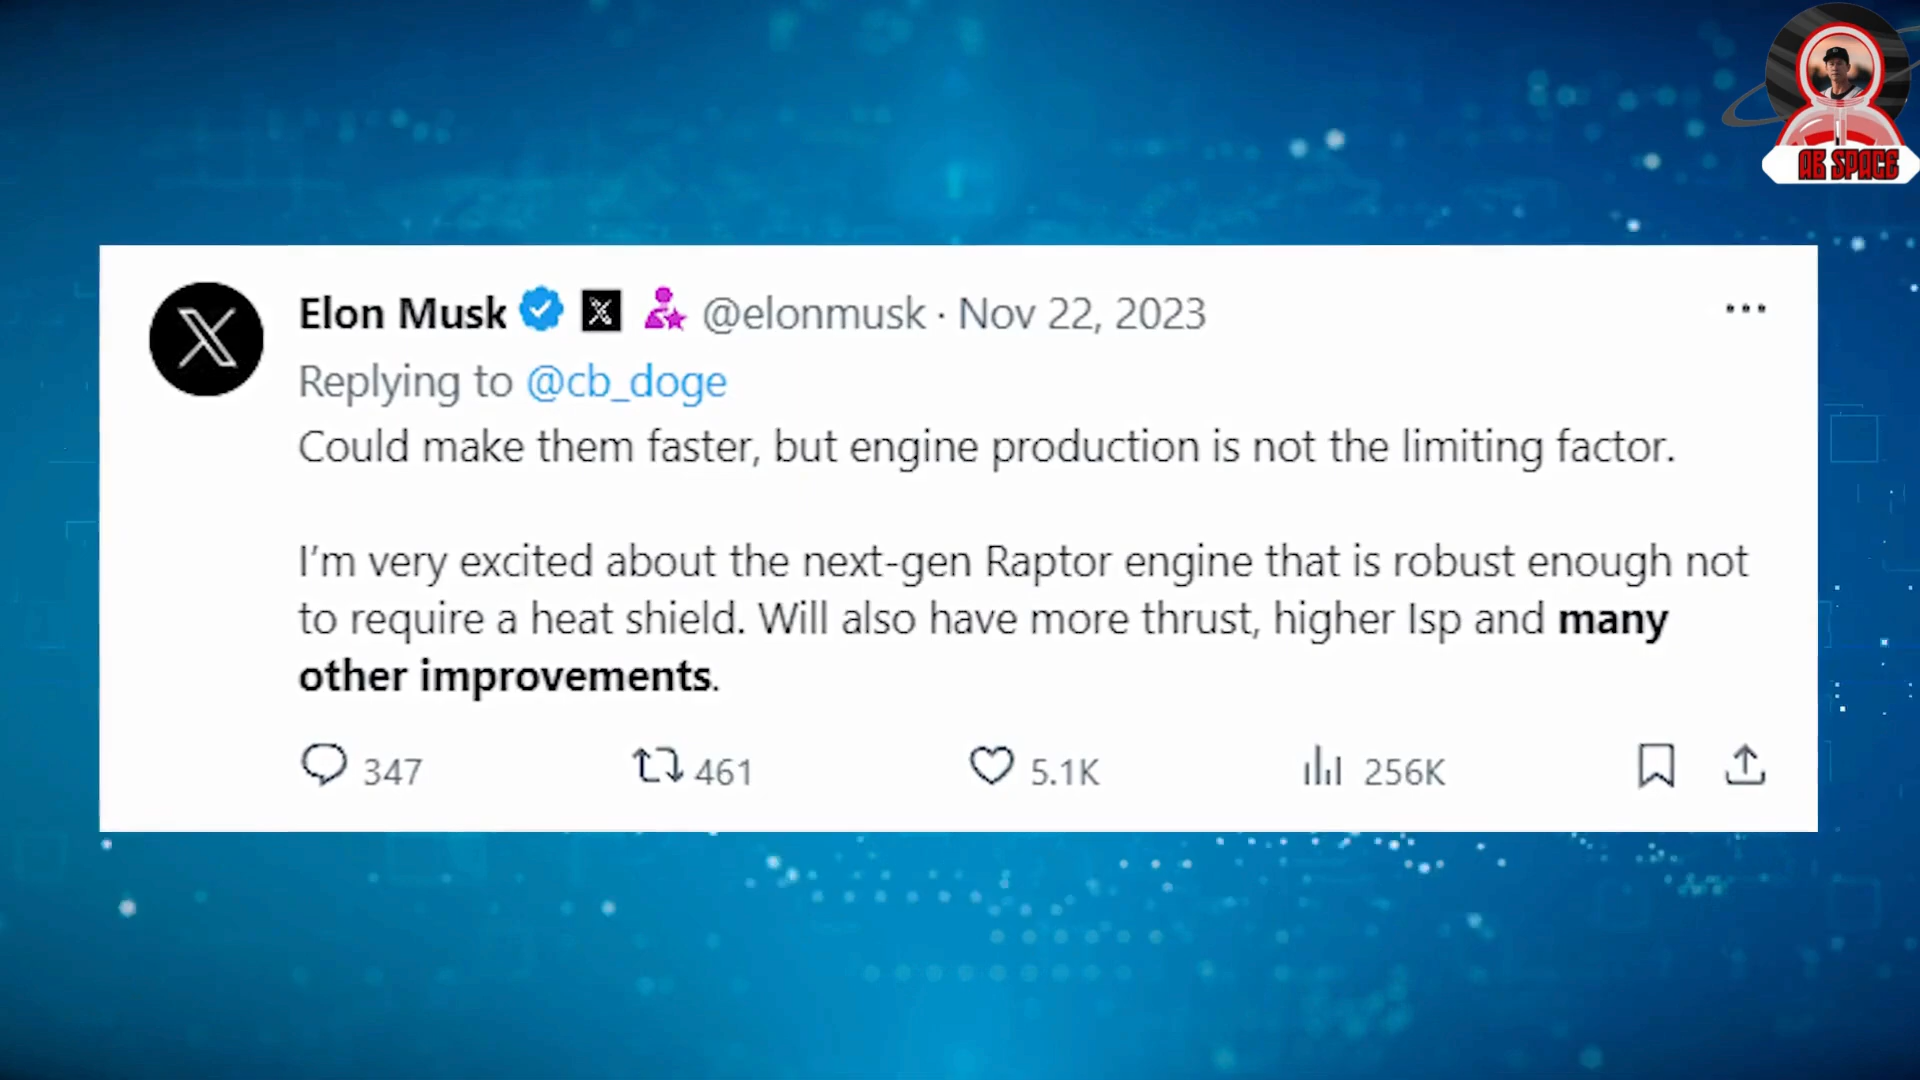 AB SPACE
Elon Musk @elonmusk · Nov 22, 2023
Replying to @cb_doge
Could make them faster, but engine production is not the limiting factor.
I’m very excited about the next-gen Raptor engine that is robust enough not
to require a heat shield. Will also have more thrust, higher Isp and many
other improvements.
347 461 5.1K 256K